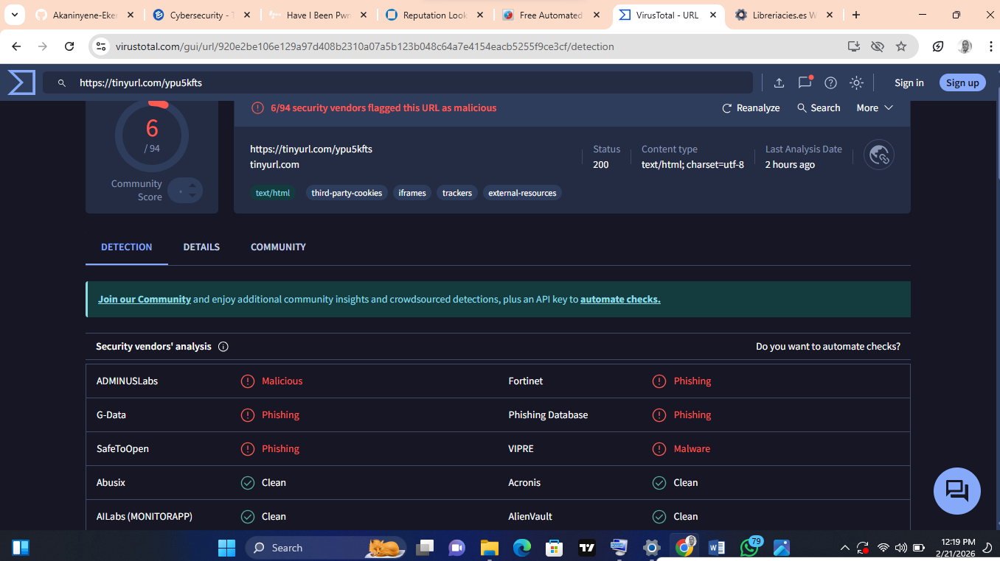 Akaninyene-Eker
Cybersecurity - T
Have I Been Pwn
Reputation Look
Free Automated
VirusTotal - URL
Libreriacies.es W
virustotal.com/gui/url/920e2be106e129a97d408b2310a07a5b123b048c64a7e4154eacb5255f9ce3cf/detection
https://tinyurl.com/ypu5kfts
Sign in
Sign up
6
/ 94
Community
Score
6/94 security vendors flagged this URL as malicious
Reanalyze
Search
More
https://tinyurl.com/ypu5kfts
tinyurl.com
Status
200
Content type
text/html; charset=utf-8
Last Analysis Date
2 hours ago
text/html
third-party-cookies
iframes
trackers
external-resources
DETECTION
DETAILS
COMMUNITY
Join our Community and enjoy additional community insights and crowdsourced detections, plus an API key to automate checks.
Security vendors' analysis
Do you want to automate checks?
ADMINUSLabs
Malicious
Fortinet
Phishing
G-Data
Phishing
Phishing Database
Phishing
SafeToOpen
Phishing
VIPRE
Malware
Abusix
Clean
Acronis
Clean
AILabs (MONITORAPP)
Clean
AlienVault
Clean
Search
79
12:19 PM
2/21/2026